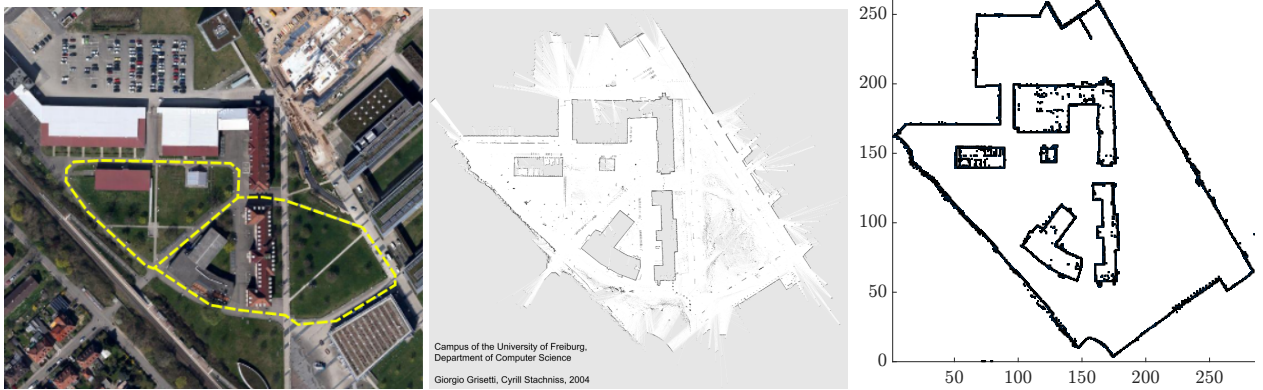 Campus of the University of Freiburg,
Department of Computer Science
Giorgio Grisetti, Cyrill Stachniss, 2004
250
200
150
100
50
0
50 100 150 200 250